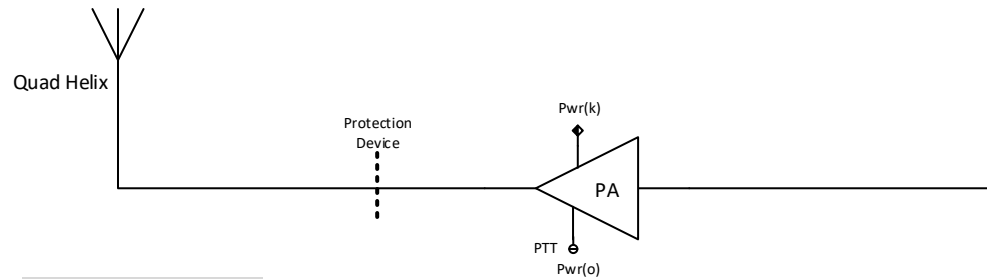 Quad Helix
Protection
Device
Pwr(k)
PA
PTT
Pwr(o)